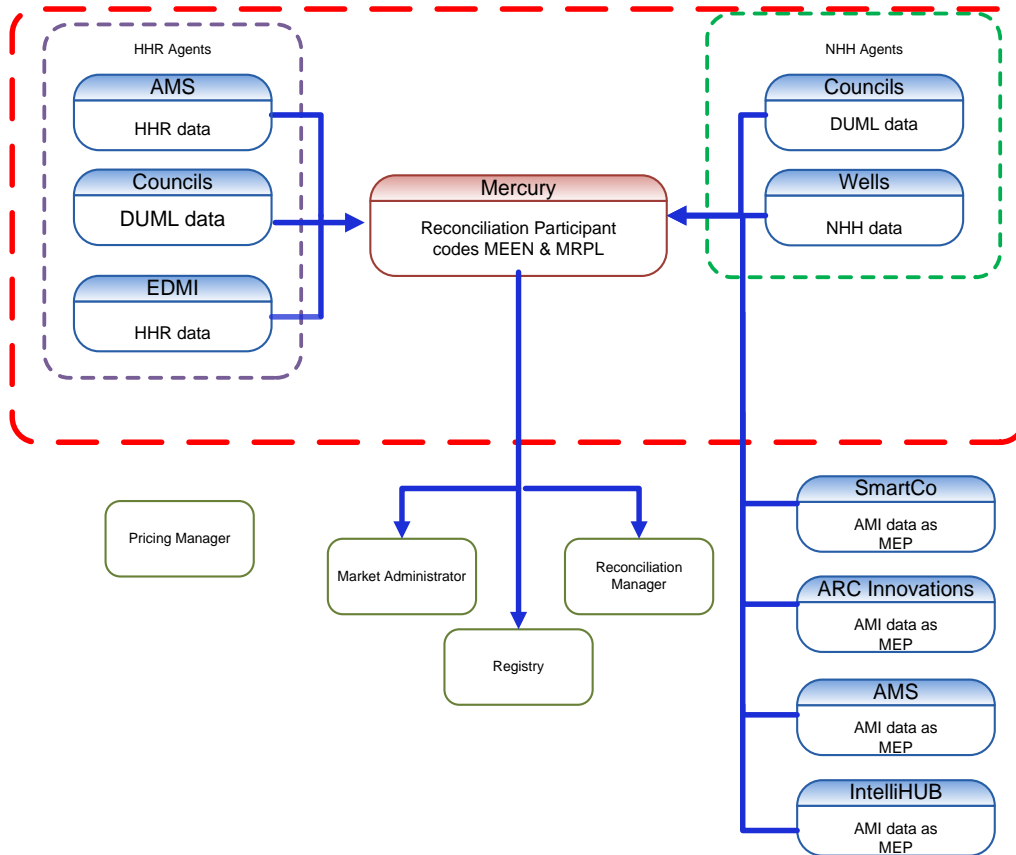 HHR Agents
AMS
HHR data
Councils
DUML data
EDMI
HHR data
Mercury
Reconciliation Participant
codes MEEN & MRPL
NHH Agents
Councils
DUML data
Wells
NHH data
Pricing Manager
Market Administrator
Registry
Reconciliation
Manager
SmartCo
AMI data as
MEP
ARC Innovations
AMI data as
MEP
AMS
AMI data as
MEP
IntelliHUB
AMI data as
MEP